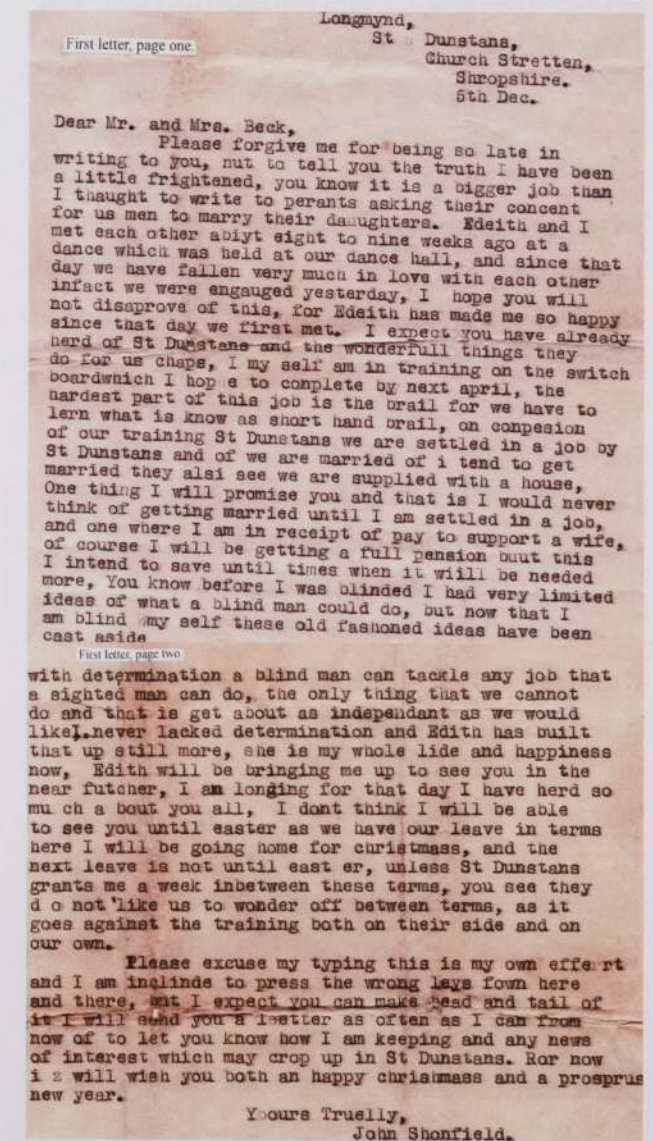 Longmynd,
First letter, page one.
St Dunstans,
Church Stretten,
Shropshire.
5th Dec.
Dear Mr. and Mrs. Beck,
Please forgive me for being so late in
writing to you, nut to tell you the truth I have been
a little frightened, you know it is a bigger job than
I thaught to write to perants asking their concent
for us men to marry their daughters. Edeith and I
met each other abiyt eight to nine weeks ago at a
dance which was held at our dance hall, and since that
day we have fallen very much in love with each other
infact we were engauged yesterday, I hope you will
not disaprove of this, for Edeith has made me so happy
since that day we first met. I expect you have already
herd of St Dunstans and the wonderfull things they
do for us chaps, I my self am in training on the switch
boardwnich I hop e to conplete by next april, the
hardest part of this job is the brail for we have to
lern what is know as short hand brail, on conpesion
of our training St Dunstans we are settled in a job by
St Dunstans and of we are married of i tend to get
married they alsi see we are supplied with a house,
One thing I will promise you and that is I would never
think of getting married until I am settled in a job,
and one where I am in receipt of pay to support a wife,
of course I will be getting a full pension buut this
I intend to save until times when it wiill be needed
more, You know before I was blinded I had very limited
ideas of what a blind man could do, but now that I
am blind my self these old fashoned ideas have been
cast aside
First letter, page two
with determination a blind man can tackle any job that
a sighted man can do, the only thing that we cannot
do and that is get about as independant as we would
like, I never lacked determination and Edith has built
that up still more, she is my whole lide and happiness
now, Edith will be bringing me up to see you in the
near futcher, I am longing for that day I have herd so
mu ch a bout you all, I dont think I will be able
to see you until easter as we have our leave in terms
here I will be going home for christmass, and the
next leave is not until east er, unless St Dunstans
grants me a week inbetween these terms, you see they
d o not like us to wonder off between terms, as it
goes against the training both on their side and on
our own.
Please excuse my typing this is my own effert
and I am inclinde to press the wrong leys fown here
and there, but I expect you can make head and tail of
it I will send you a letter as often as I can from
now of to let you know how I am keeping and any news
of interest which may crop up in St Dunstans. Ror now
i z will wish you both an happy chrismmass and a prosprus
new year.
Yoours Truelly,
John Shonfield.